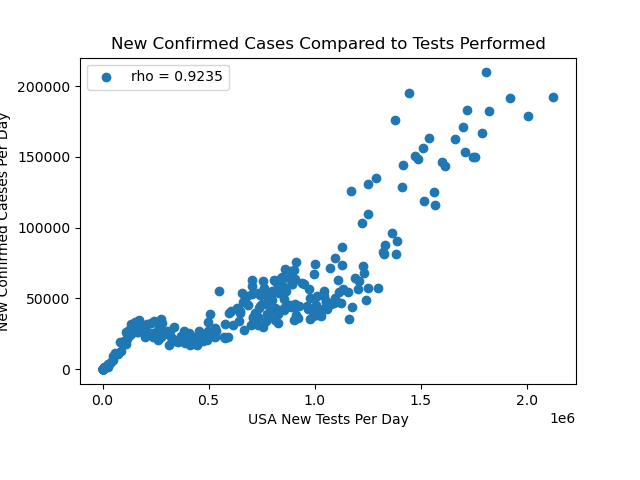 New Confirmed Cases Compared to Tests Performed
rho = 0.9235
200000
150000
100000
50000
0
New Confirmed Caeses Per Day
0.0 0.5 1.0 1.5 2.0
1e6
USA New Tests Per Day